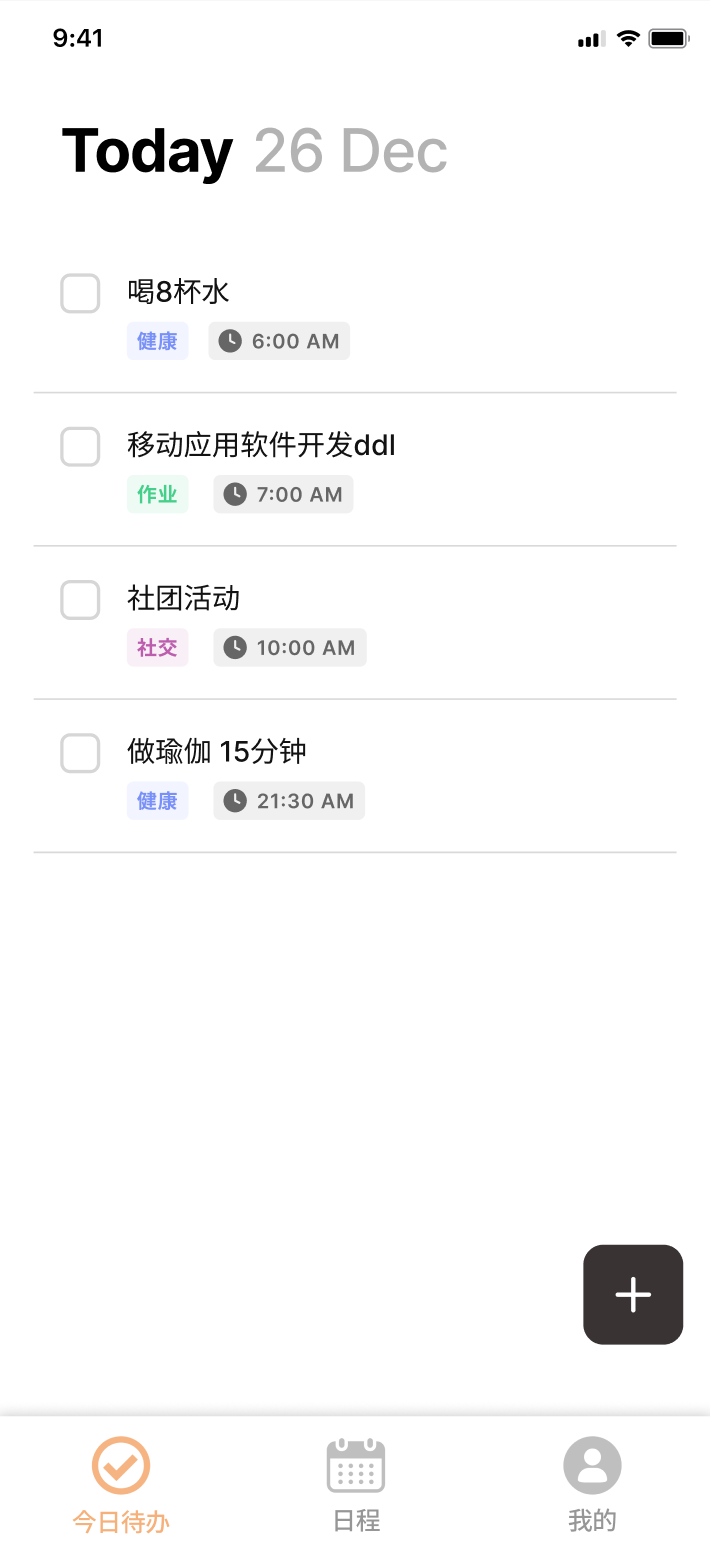 9:41
Today 26 Dec
喝8杯水
健康 6:00 AM
移动应用软件开发ddl
作业 7:00 AM
社团活动
社交 10:00 AM
做瑜伽 15分钟
健康 21:30 AM
今日待办 日程 我的